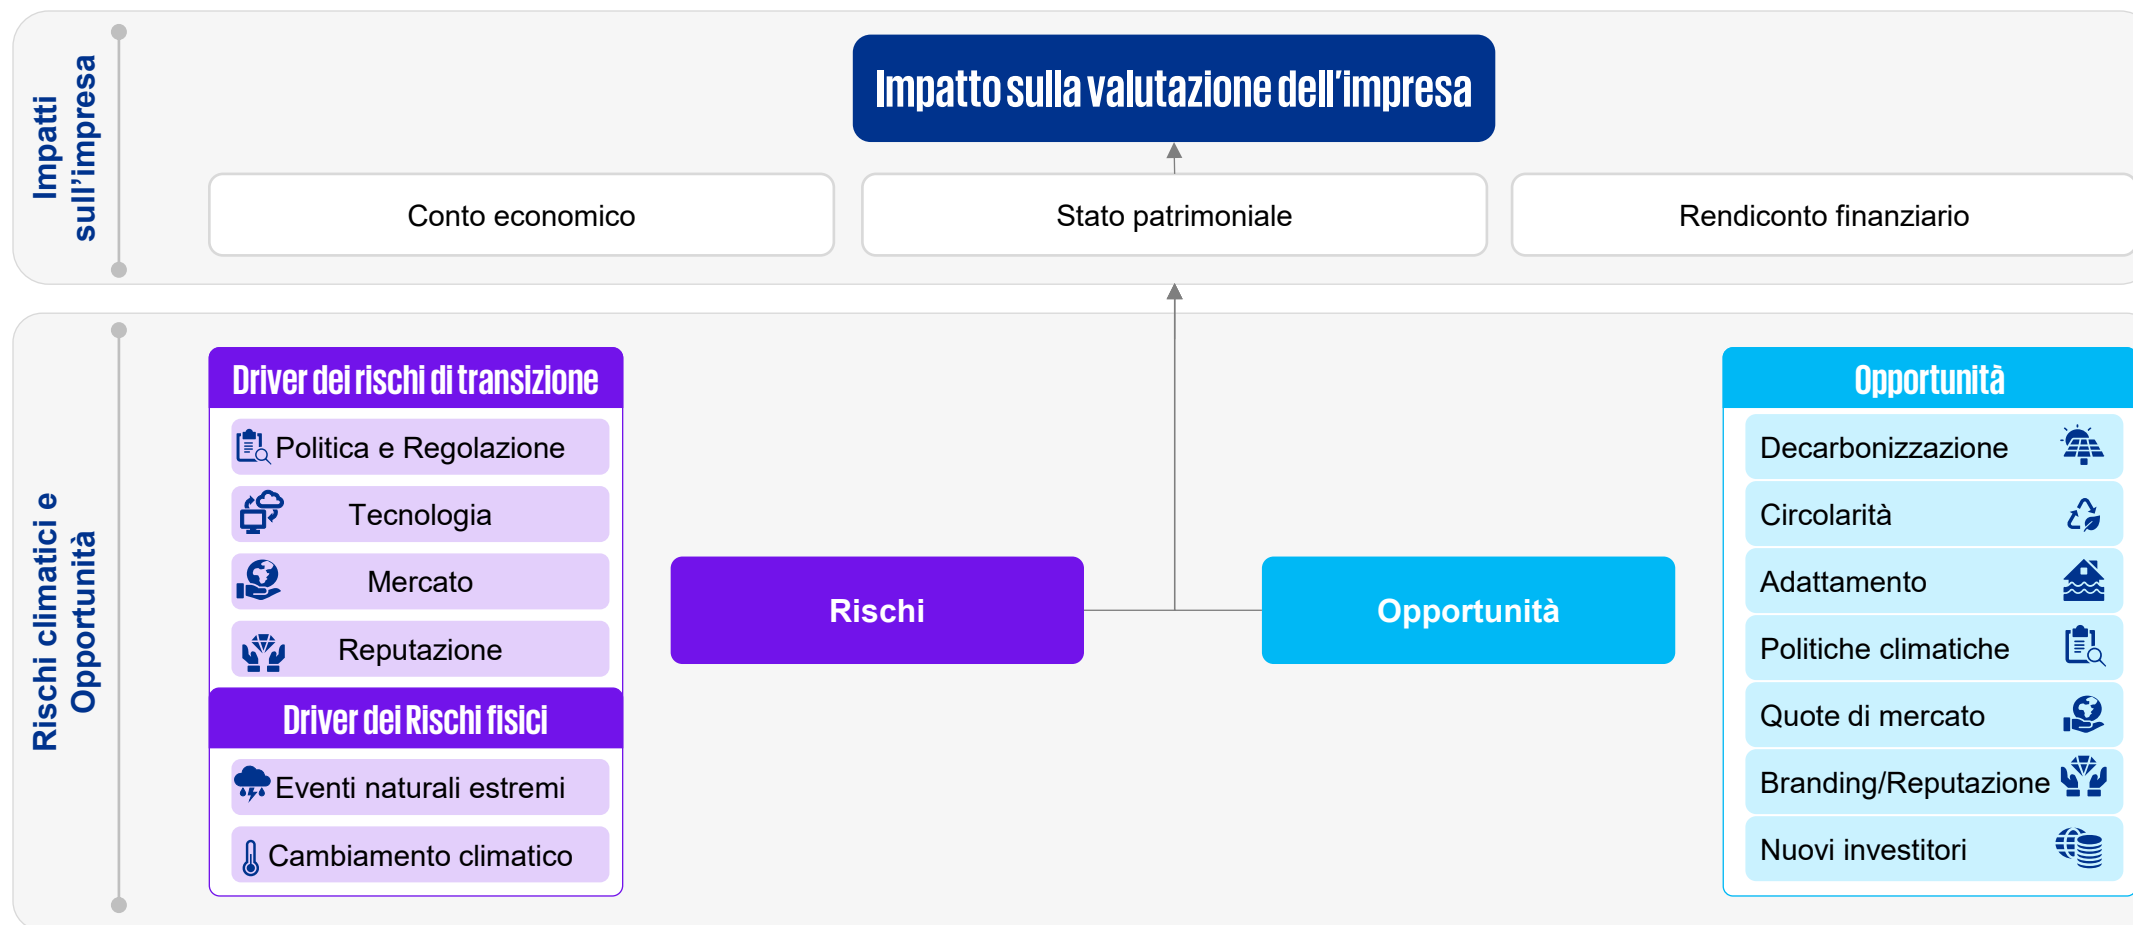 Impatti
sull'impresa
Impatto sulla valutazione dell'impresa
Conto economico
Stato patrimoniale
Rendiconto finanziario
Rischi climatici e
Opportunità
Driver dei rischi di transizione
Politica e Regolazione
Tecnologia
Mercato
Reputazione
Driver dei Rischi fisici
Eventi naturali estremi
Cambiamento climatico
Rischi
Opportunità
Opportunità
Decarbonizzazione
Circolarità
Adattamento
Politiche climatiche
Quote di mercato
Branding/Reputazione
Nuovi investitori